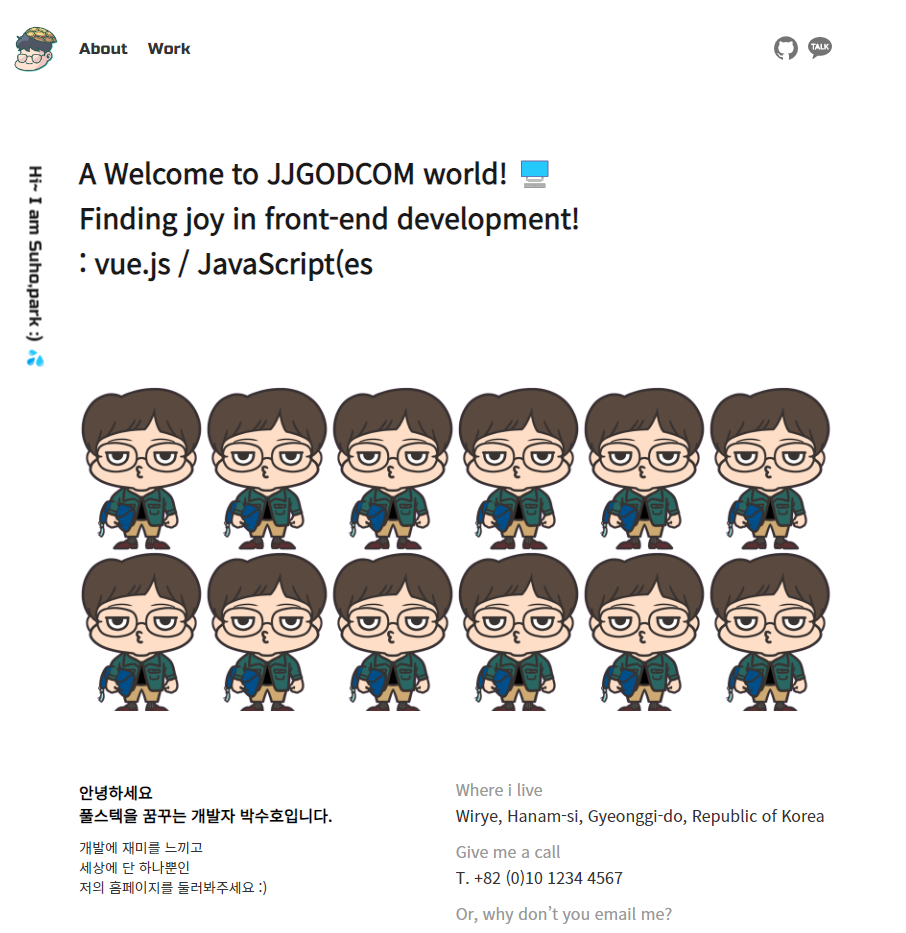 About Work
TALK
Hi~ I am Suho,park :) 💦
A Welcome to JJGODCOM world! 🖥
Finding joy in front-end development!
: vue.js / JavaScript(es
안녕하세요
풀스텍을 꿈꾸는 개발자 박수호입니다.
개발에 재미를 느끼고
세상에 단 하나뿐인
저의 홈페이지를 둘러봐주세요 :)
Where i live
Wirye, Hanam-si, Gyeonggi-do, Republic of Korea
Give me a call
T. +82 (0)10 1234 4567
Or, why don’t you email me?